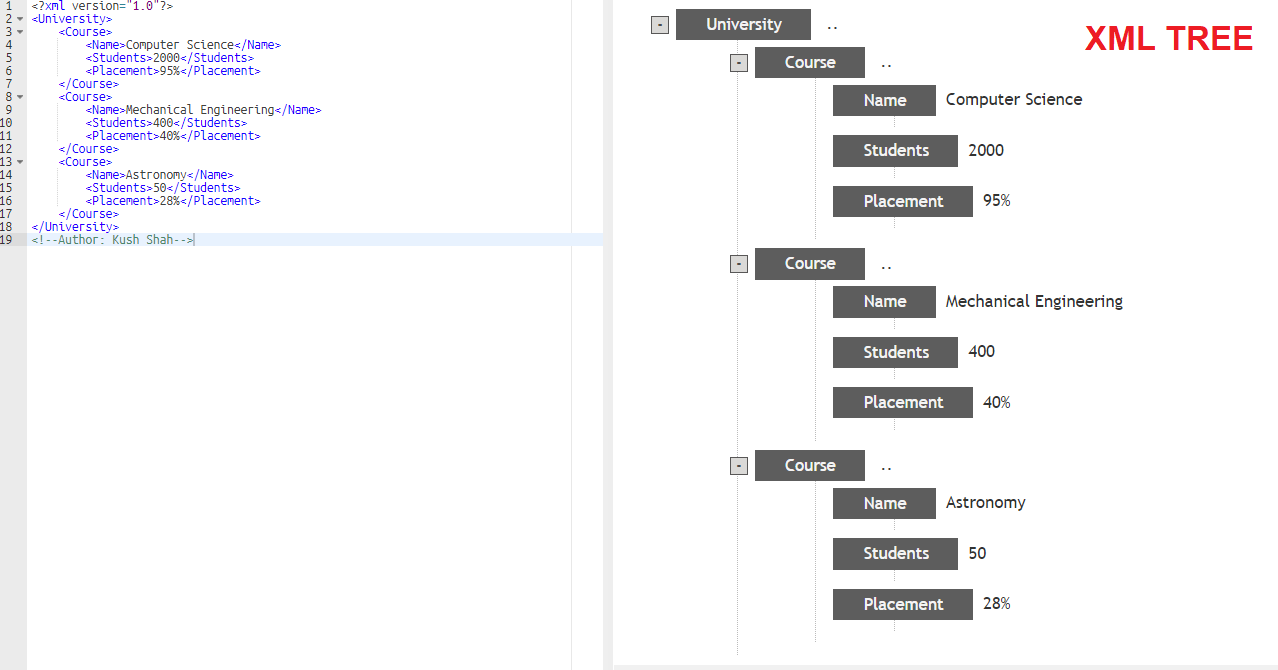 1 <?xml version="1.0"?>
2 <University>
3 <Course>
4 <Name>Computer Science</Name>
5 <Students>2000</Students>
6 <Placement>95%</Placement>
7 </Course>
8 <Course>
9 <Name>Mechanical Engineering</Name>
10 <Students>400</Students>
11 <Placement>40%</Placement>
12 </Course>
13 <Course>
14 <Name>Astronomy</Name>
15 <Students>50</Students>
16 <Placement>28%</Placement>
17 </Course>
18 </University>
19 <!--Author: Kush Shah-->
XML TREE
- University ..
- Course ..
Name Computer Science
Students 2000
Placement 95%
- Course ..
Name Mechanical Engineering
Students 400
Placement 40%
- Course ..
Name Astronomy
Students 50
Placement 28%